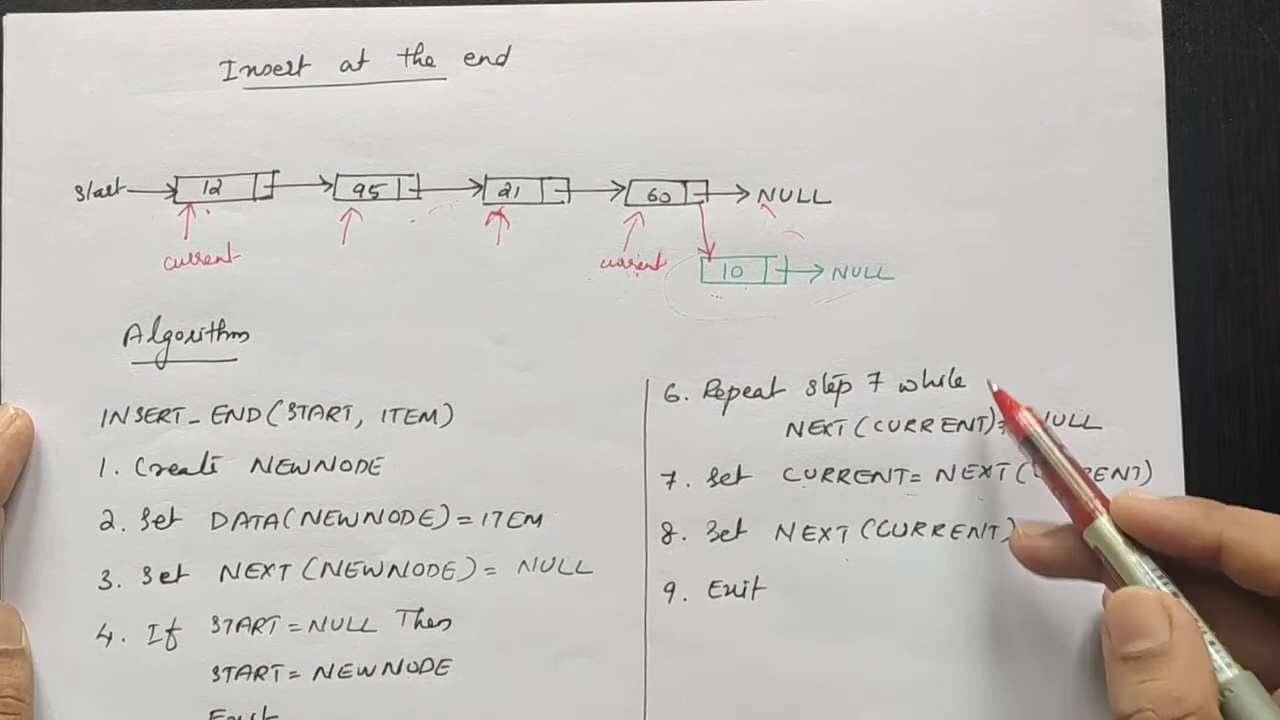 Insert at the end
Start 12 95 21 60 NULL
current current
10 NULL
Algorithm
INSERT_END(START, ITEM)
1. Create NEWNODE
2. Set DATA(NEWNODE) = ITEM
3. Set NEXT(NEWNODE) = NULL
4. If START = NULL Then
START = NEWNODE
Exit
6. Repeat step 7 while
NEXT(CURRENT)
7. Set CURRENT = NEXT(
8. Set NEXT(CURRENT)
9. Exit